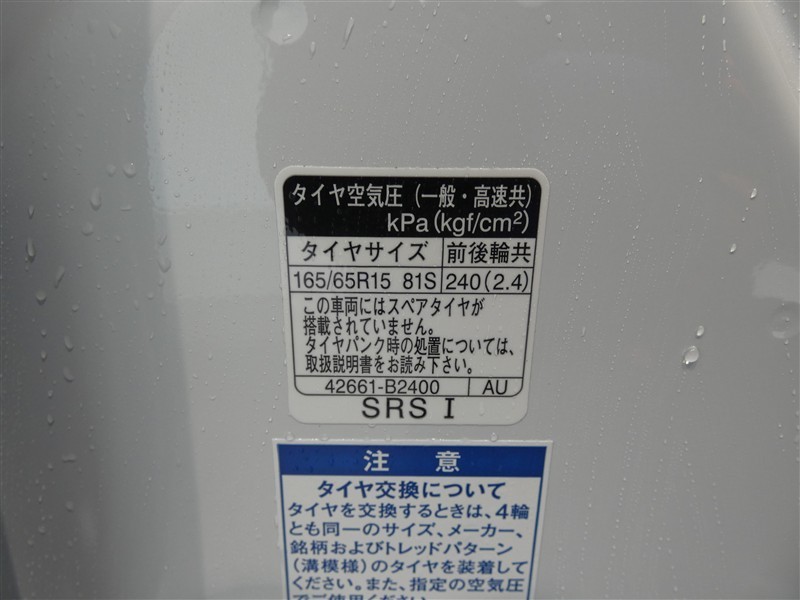 タイヤ空気圧（一般・高速共）
kPa(kgf/cm²)
タイヤサイズ 前後輪共
165/65R15 81S 240(2.4)
この車両にはスペアタイヤが
搭載されていません。
タイヤパンク時の処置については、
取扱説明書をお読み下さい。
42661-B2400 AU
SRS I
注 意
タイヤ交換について
タイヤを交換するときは、4輪
とも同一のサイズ、メーカー、
銘柄およびトレッドパターン
（溝模様）のタイヤを装着して
ください。また、指定の空気圧
でご使用ください。